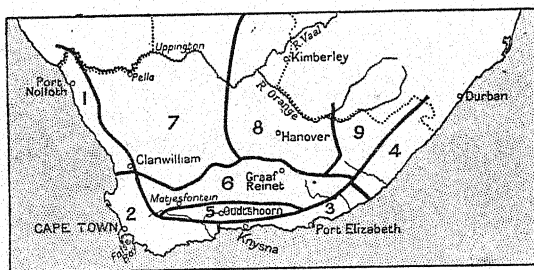 Uppington
R. Vaal
Kimberley
Port
Nolloth
Pella
R. Orange
Durban
1
7
8
Hanover
9
4
Clanwilliam
6
Graaf
Reinet
Matjesfontein
2
5
Oudtshoorn
3
CAPE TOWN
Knysna
Port Elizabeth